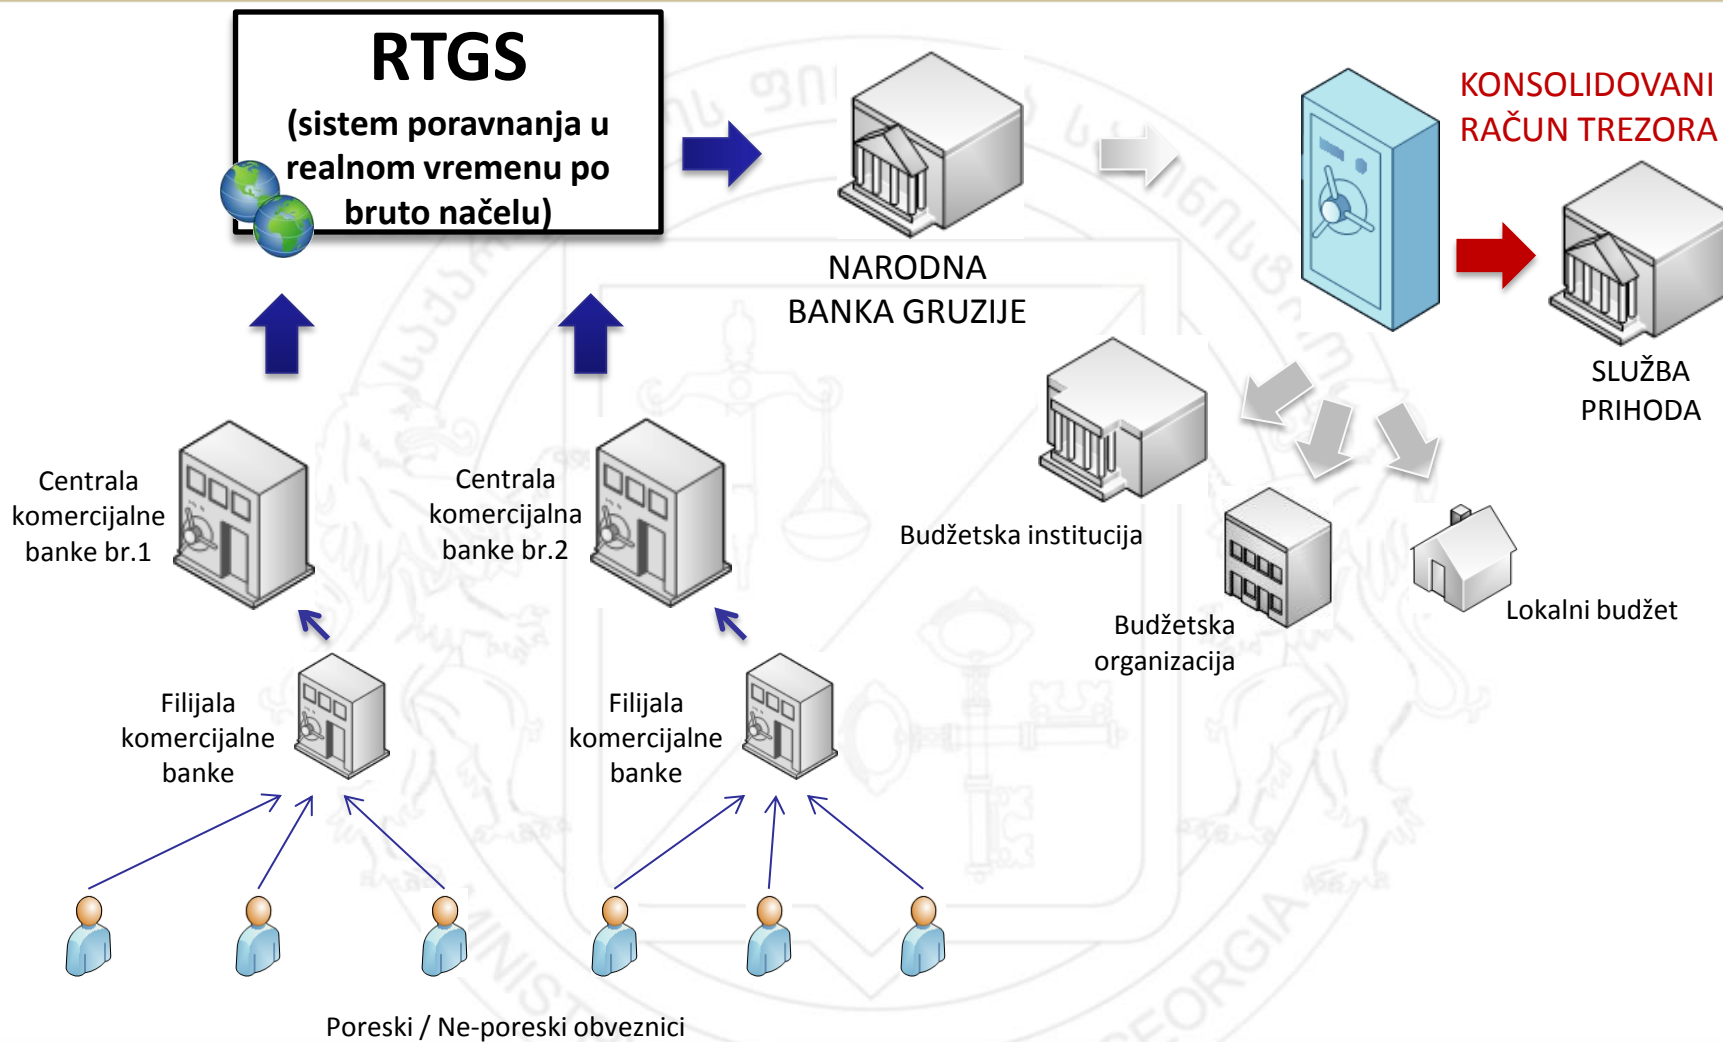 RTGS
(sistem poravnanja u
realnom vremenu po
bruto načelu)
NARODNA
BANKA GRUZIJE
KONSOLIDOVANI
RAČUN TREZORA
SLUŽBA
PRIHODA
Centrala
komercijalne
banke br.1
Centrala
komercijalna
banke br.2
Budžetska institucija
Budžetska
organizacija
Lokalni budžet
Filijala
komercijalne
banke
Filijala
komercijalne
banke
Poreski / Ne-poreski obveznici